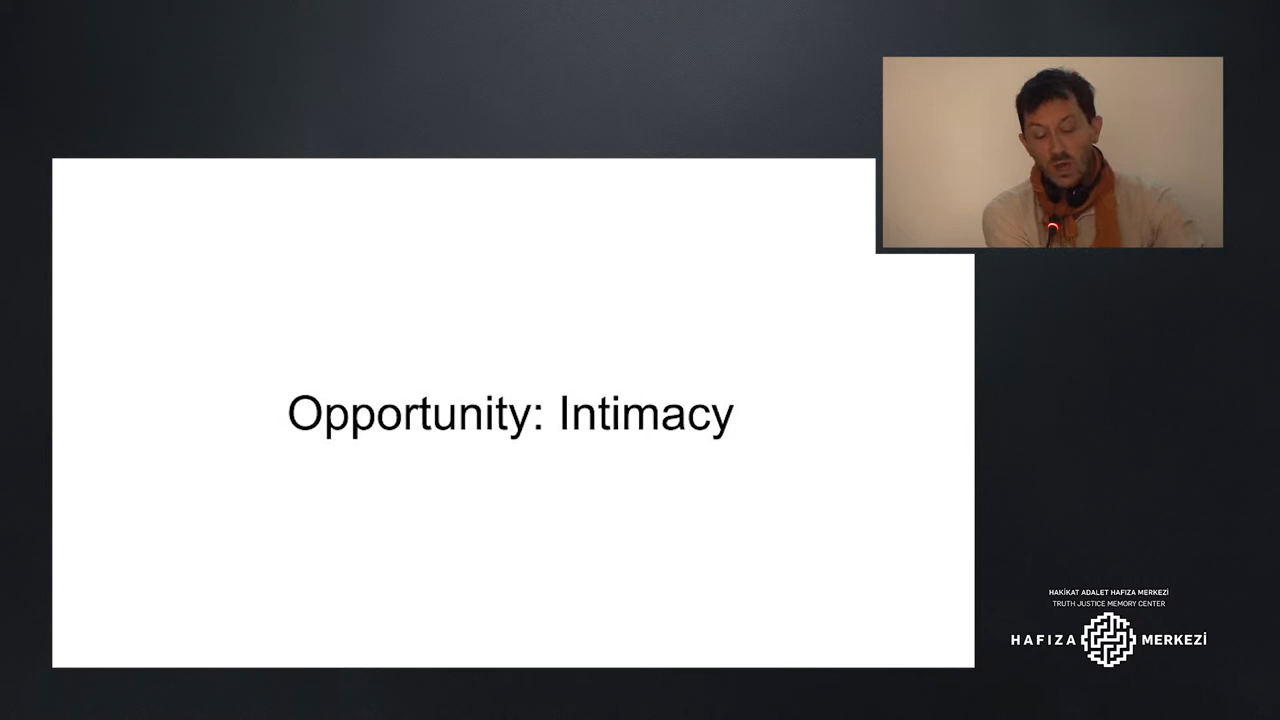 Opportunity: Intimacy
HAKİKAT ADALET HAFIZA MERKEZİ
TRUTH JUSTICE MEMORY CENTER
HAFIZA MERKEZİ